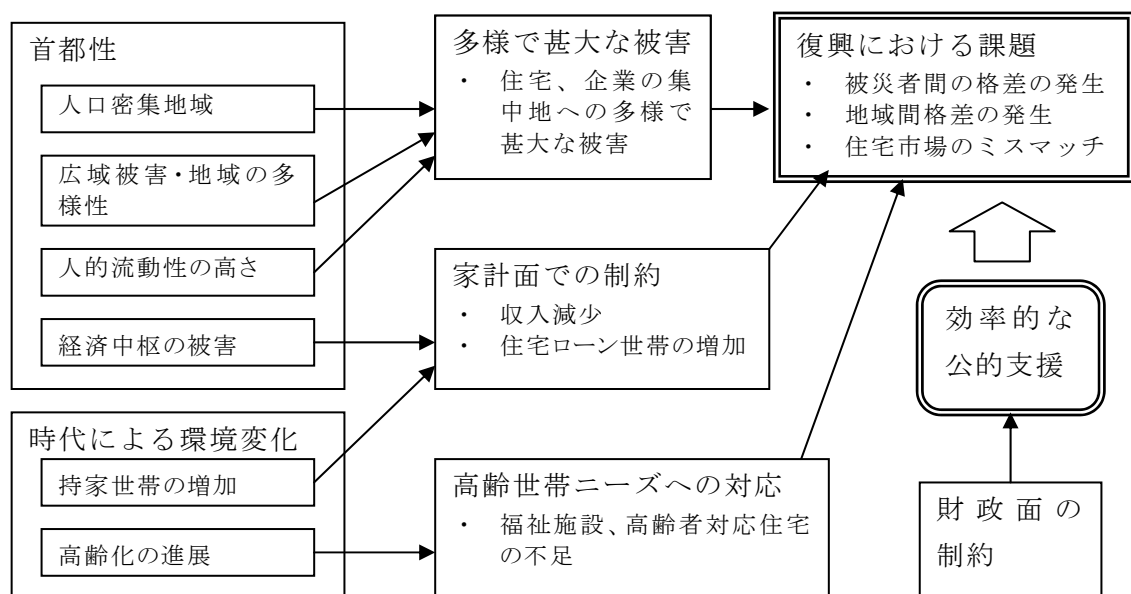 首都性
人口密集地域
広域被害・地域の多
様性
人的流動性の高さ
経済中枢の被害
時代による環境変化
持家世帯の増加
高齢化の進展
多様で甚大な被害
・ 住宅、企業の集
中地への多様で
甚大な被害
家計面での制約
・ 収入減少
・ 住宅ローン世帯の増加
高齢世帯ニーズへの対応
・ 福祉施設、高齢者対応住宅
の不足
復興における課題
・ 被災者間の格差の発生
・ 地域間格差の発生
・ 住宅市場のミスマッチ
効率的な
公的支援
財政面の
制約